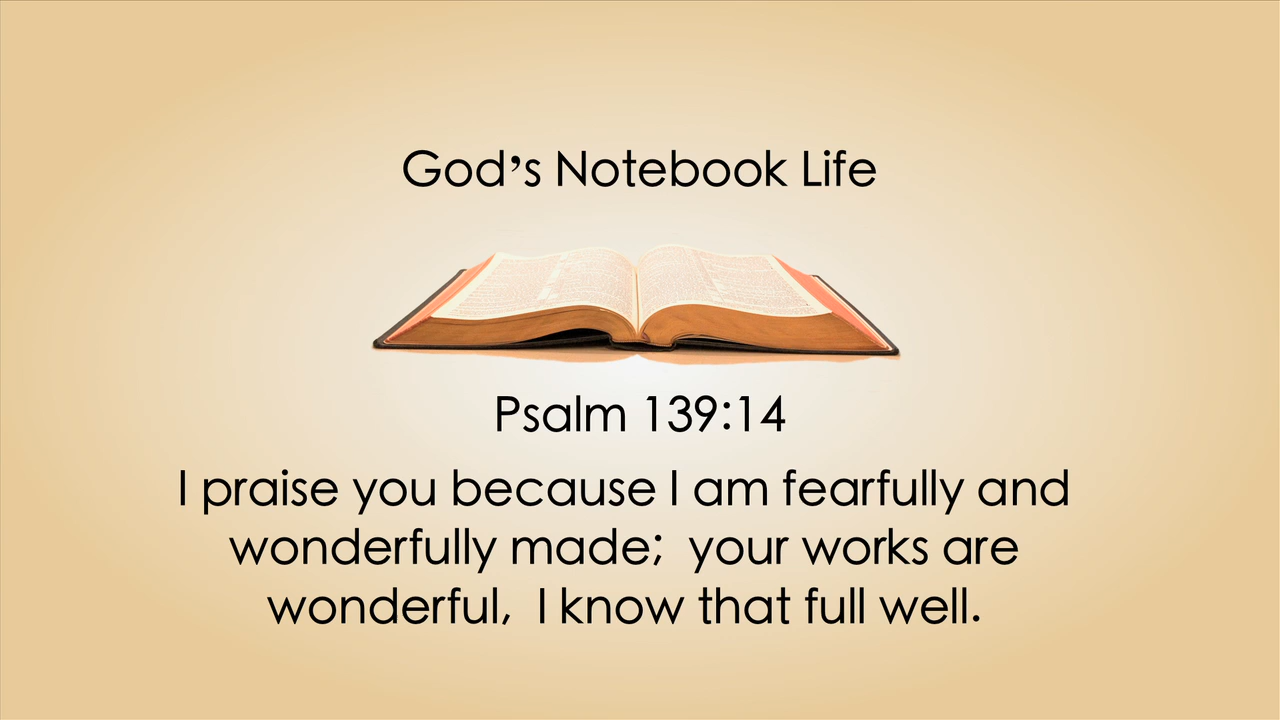 God’s Notebook Life
Psalm 139:14
I praise you because I am fearfully and
wonderfully made; your works are
wonderful, I know that full well.